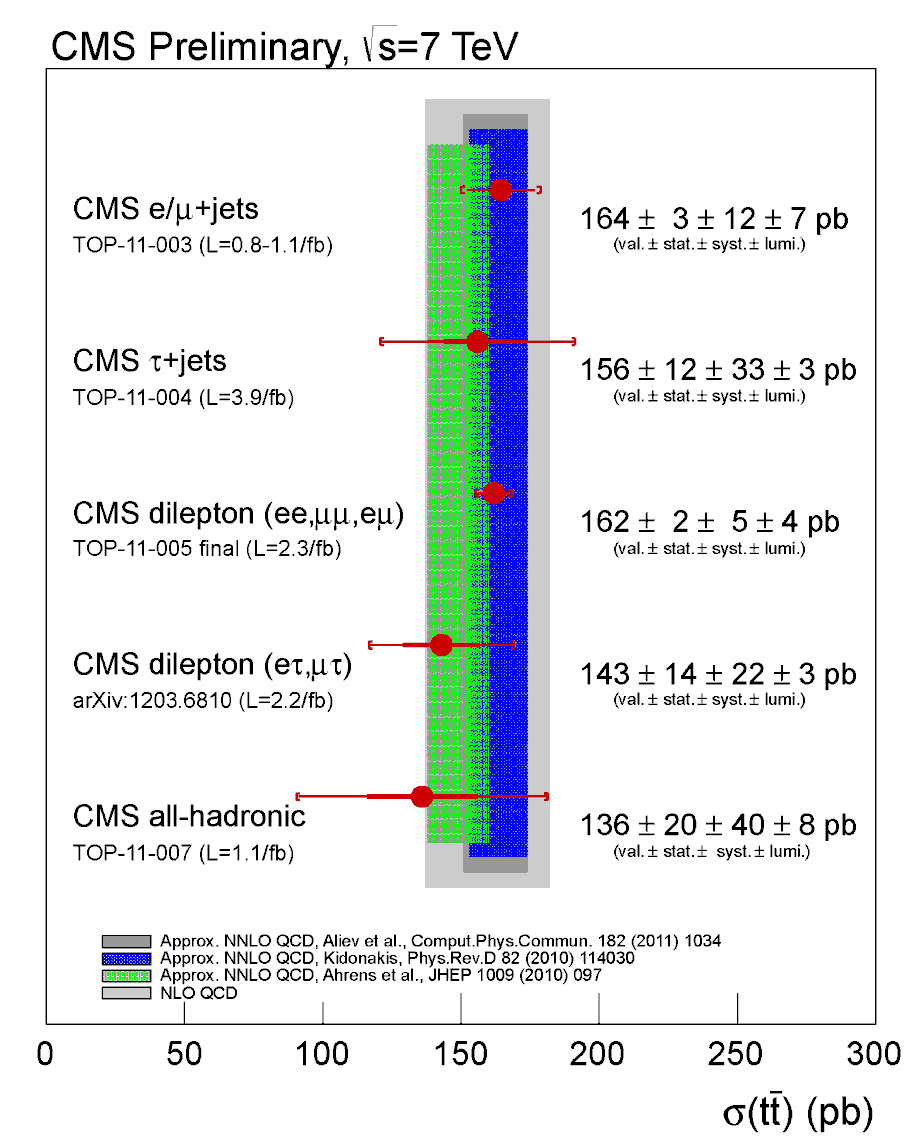 CMS Preliminary, √s=7 TeV
CMS e/μ+jets
TOP-11-003 (L=0.8-1.1/fb)
164 ± 3 ± 12 ± 7 pb
(val. ± stat. ± syst. ± lumi.)
CMS τ+jets
TOP-11-004 (L=3.9/fb)
156 ± 12 ± 33 ± 3 pb
(val. ± stat. ± syst. ± lumi.)
CMS dilepton (ee,μμ,eμ)
TOP-11-005 final (L=2.3/fb)
162 ± 2 ± 5 ± 4 pb
(val. ± stat. ± syst. ± lumi.)
CMS dilepton (eτ,μτ)
arXiv:1203.6810 (L=2.2/fb)
143 ± 14 ± 22 ± 3 pb
(val. ± stat. ± syst. ± lumi.)
CMS all-hadronic
TOP-11-007 (L=1.1/fb)
136 ± 20 ± 40 ± 8 pb
(val. ± stat. ± syst. ± lumi.)
Approx. NNLO QCD, Aliev et al., Comput.Phys.Commun. 182 (2011) 1034
Approx. NNLO QCD, Kidonakis, Phys.Rev.D 82 (2010) 114030
Approx. NNLO QCD, Ahrens et al., JHEP 1009 (2010) 097
NLO QCD
0 50 100 150 200 250 300
σ(tt̄) (pb)